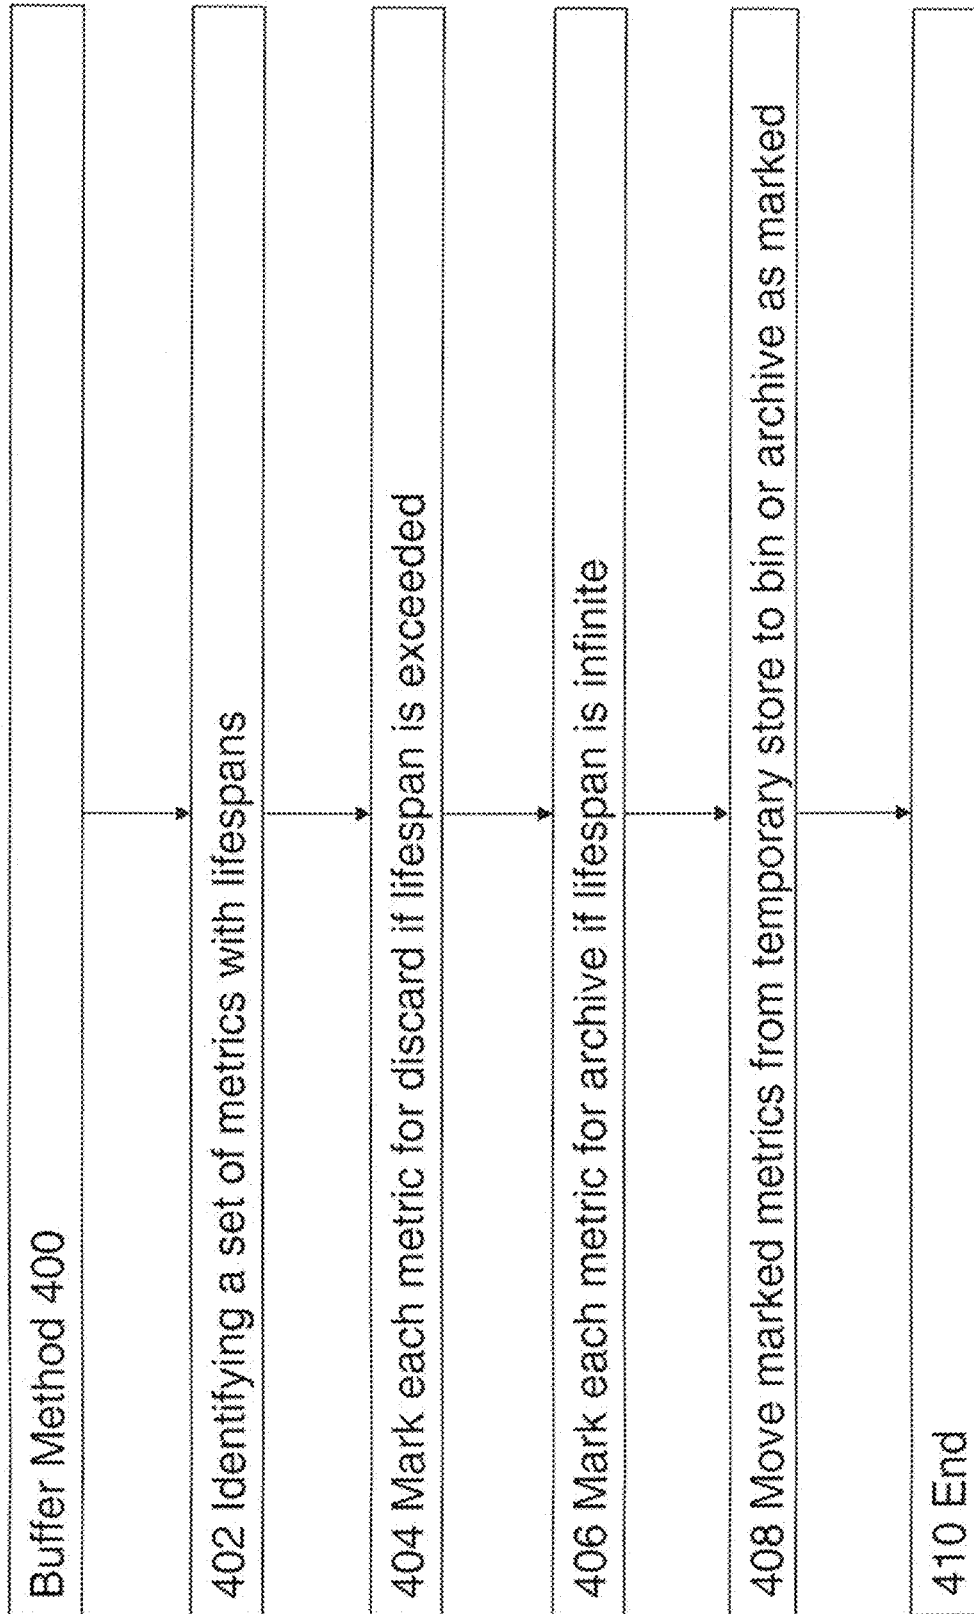 Buffer Method 400
402 Identifying a set of metrics with lifespans
404 Mark each metric for discard if lifespan is exceeded
406 Mark each metric for archive if lifespan is infinite
408 Move marked metrics from temporary store to bin or archive as marked
410 End